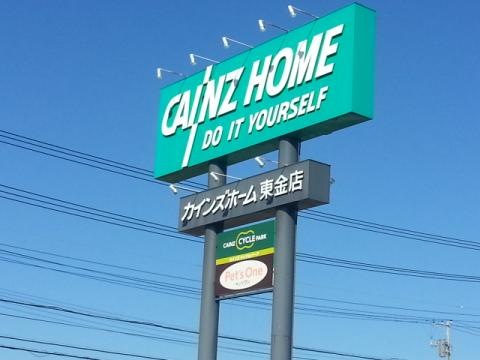 CAINZ HOME
DO IT YOURSELF
カインズホーム 東金店
CAINZ CYCLE PARK
Pet's One